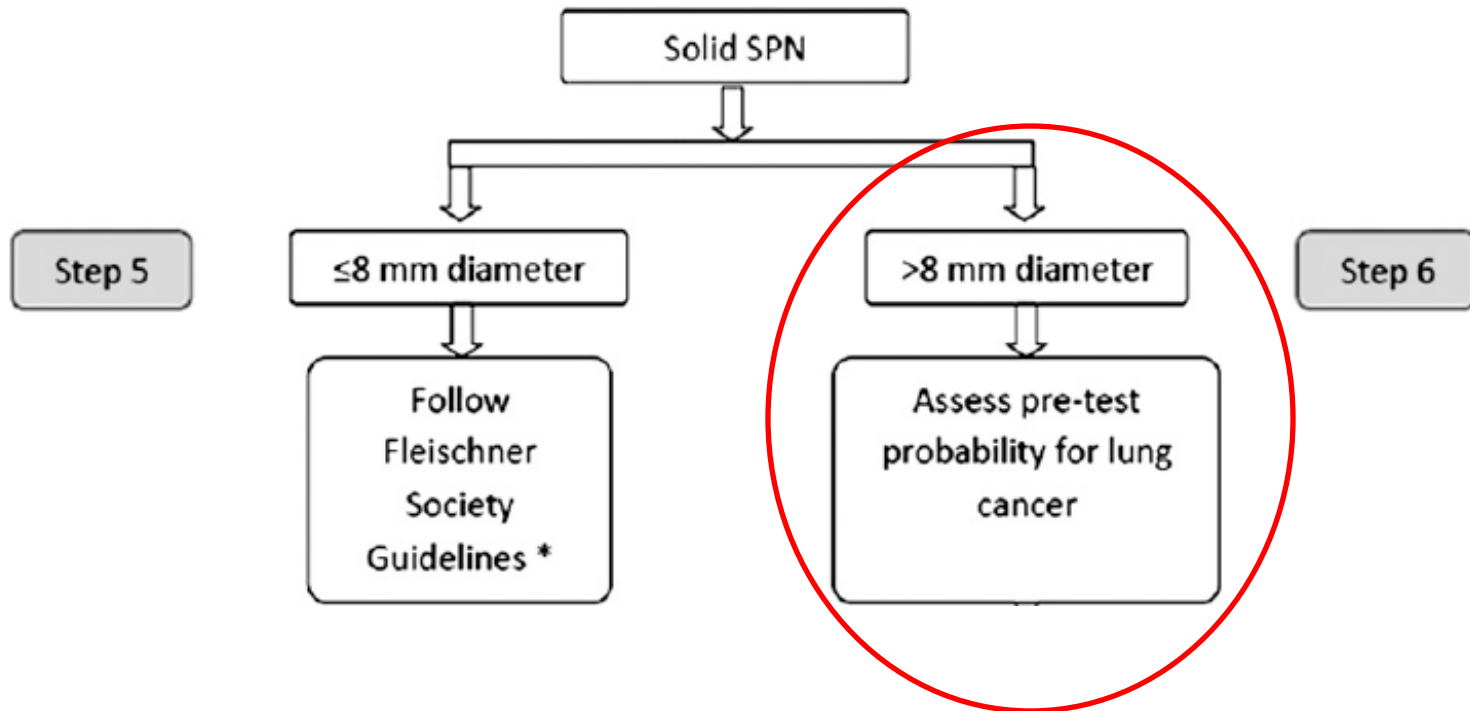 Solid SPN
Step 5
≤8 mm diameter
>8 mm diameter
Step 6
Follow
Fleischner
Society
Guidelines *
Assess pre-test
probability for lung
cancer